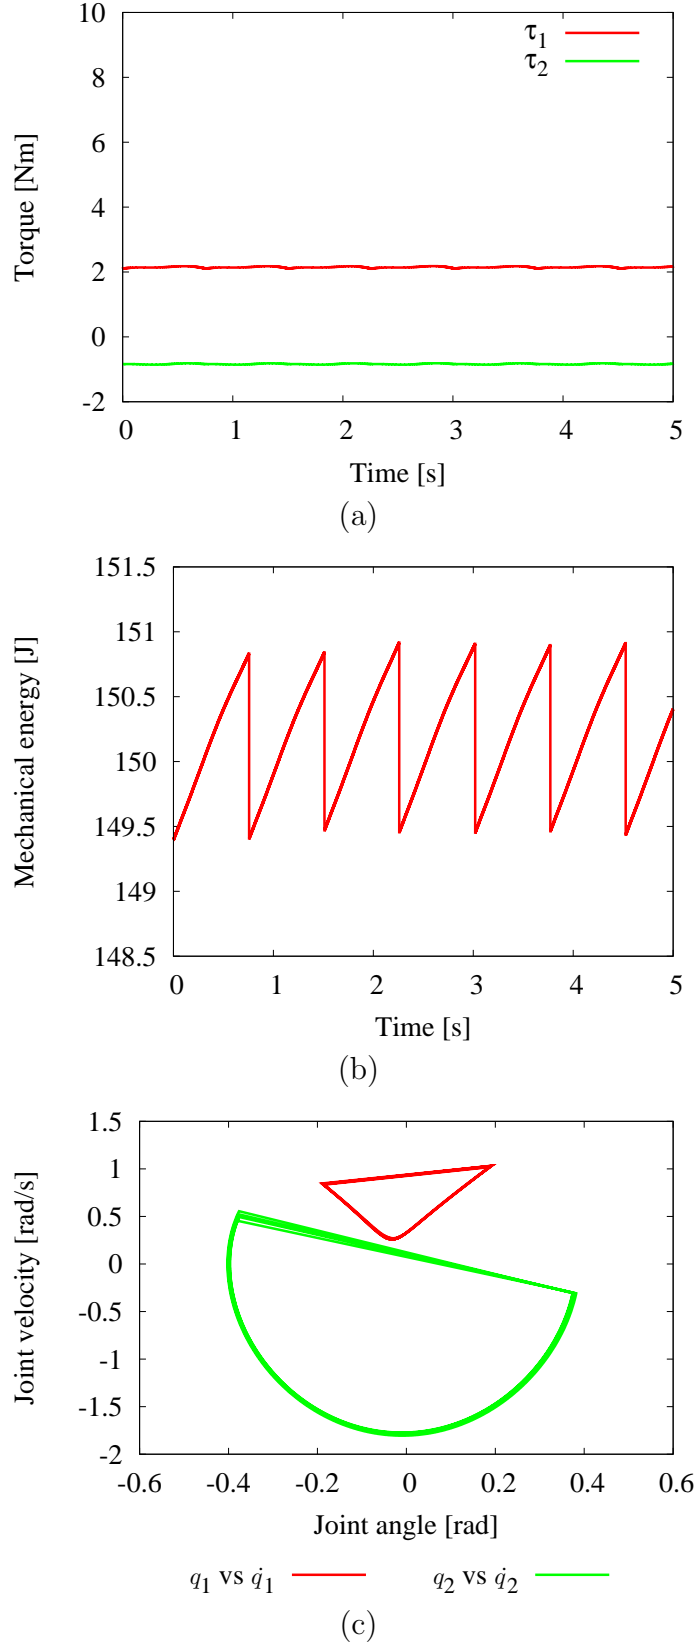 10
8
6
4
2
0
-2
Torque [Nm]
τ1
τ2
0 1 2 3 4 5
Time [s]
(a)
151.5
151
150.5
150
149.5
149
148.5
Mechanical energy [J]
0 1 2 3 4 5
Time [s]
(b)
1.5
1
0.5
0
-0.5
-1
-1.5
-2
Joint velocity [rad/s]
-0.6 -0.4 -0.2 0 0.2 0.4 0.6
Joint angle [rad]
q1 vs q̇1 q2 vs q̇2
(c)